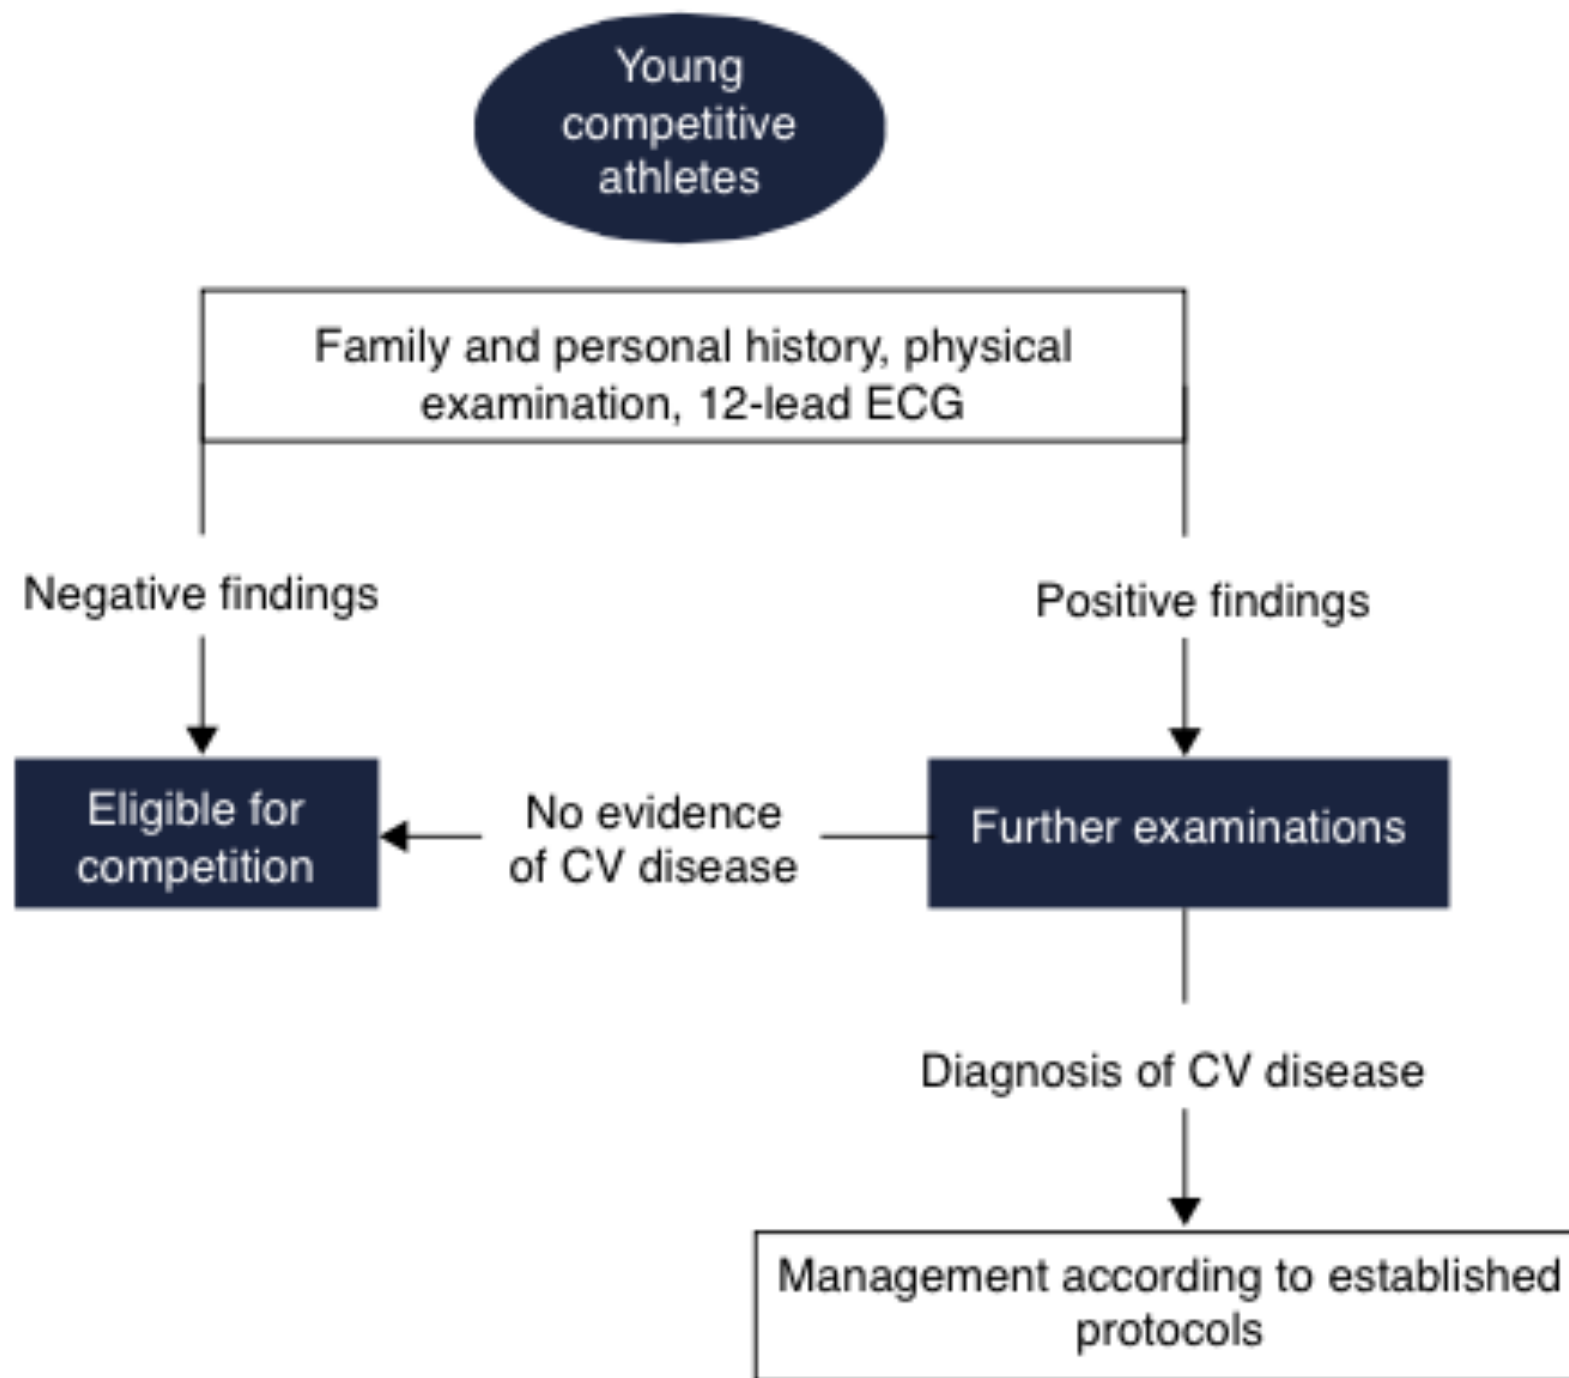 Young
competitive
athletes
Family and personal history, physical
examination, 12-lead ECG
Negative findings
Positive findings
Eligible for
competition
No evidence
of CV disease
Further examinations
Diagnosis of CV disease
Management according to established
protocols